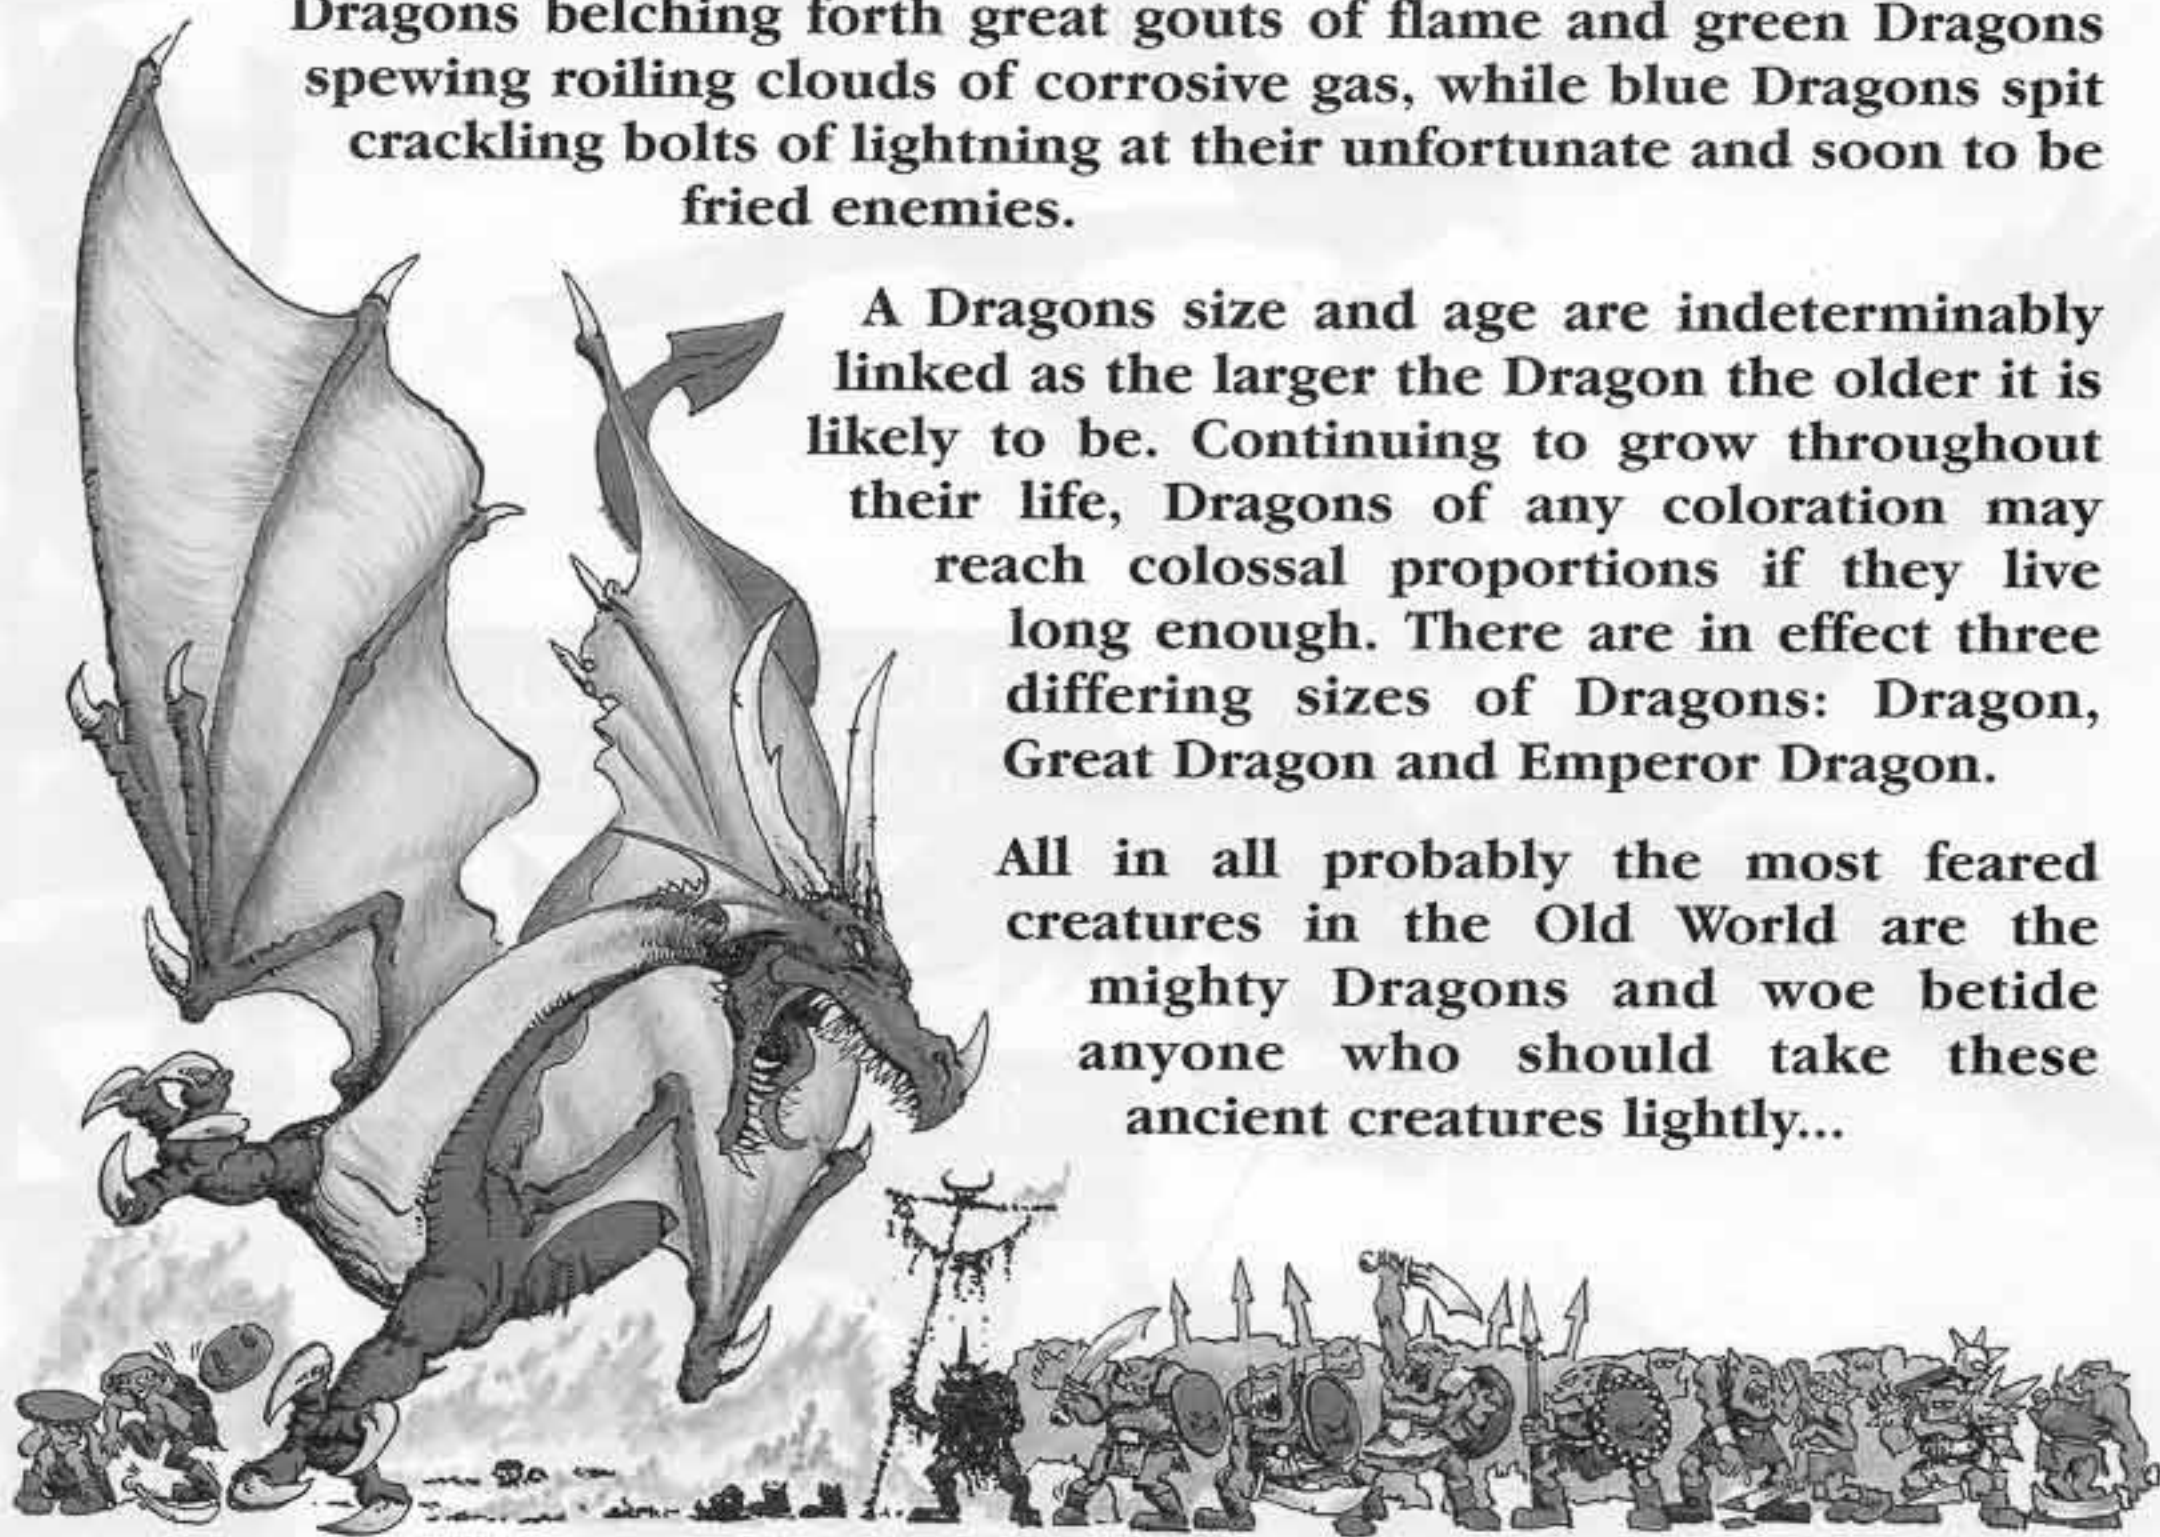 Dragons belching forth great gouts of flame and green Dragons
spewing roiling clouds of corrosive gas, while blue Dragons spit
crackling bolts of lightning at their unfortunate and soon to be
fried enemies.
A Dragons size and age are indeterminably
linked as the larger the Dragon the older it is
likely to be. Continuing to grow throughout
their life, Dragons of any coloration may
reach colossal proportions if they live
long enough. There are in effect three
differing sizes of Dragons: Dragon,
Great Dragon and Emperor Dragon.
All in all probably the most feared
creatures in the Old World are the
mighty Dragons and woe betide
anyone who should take these
ancient creatures lightly...